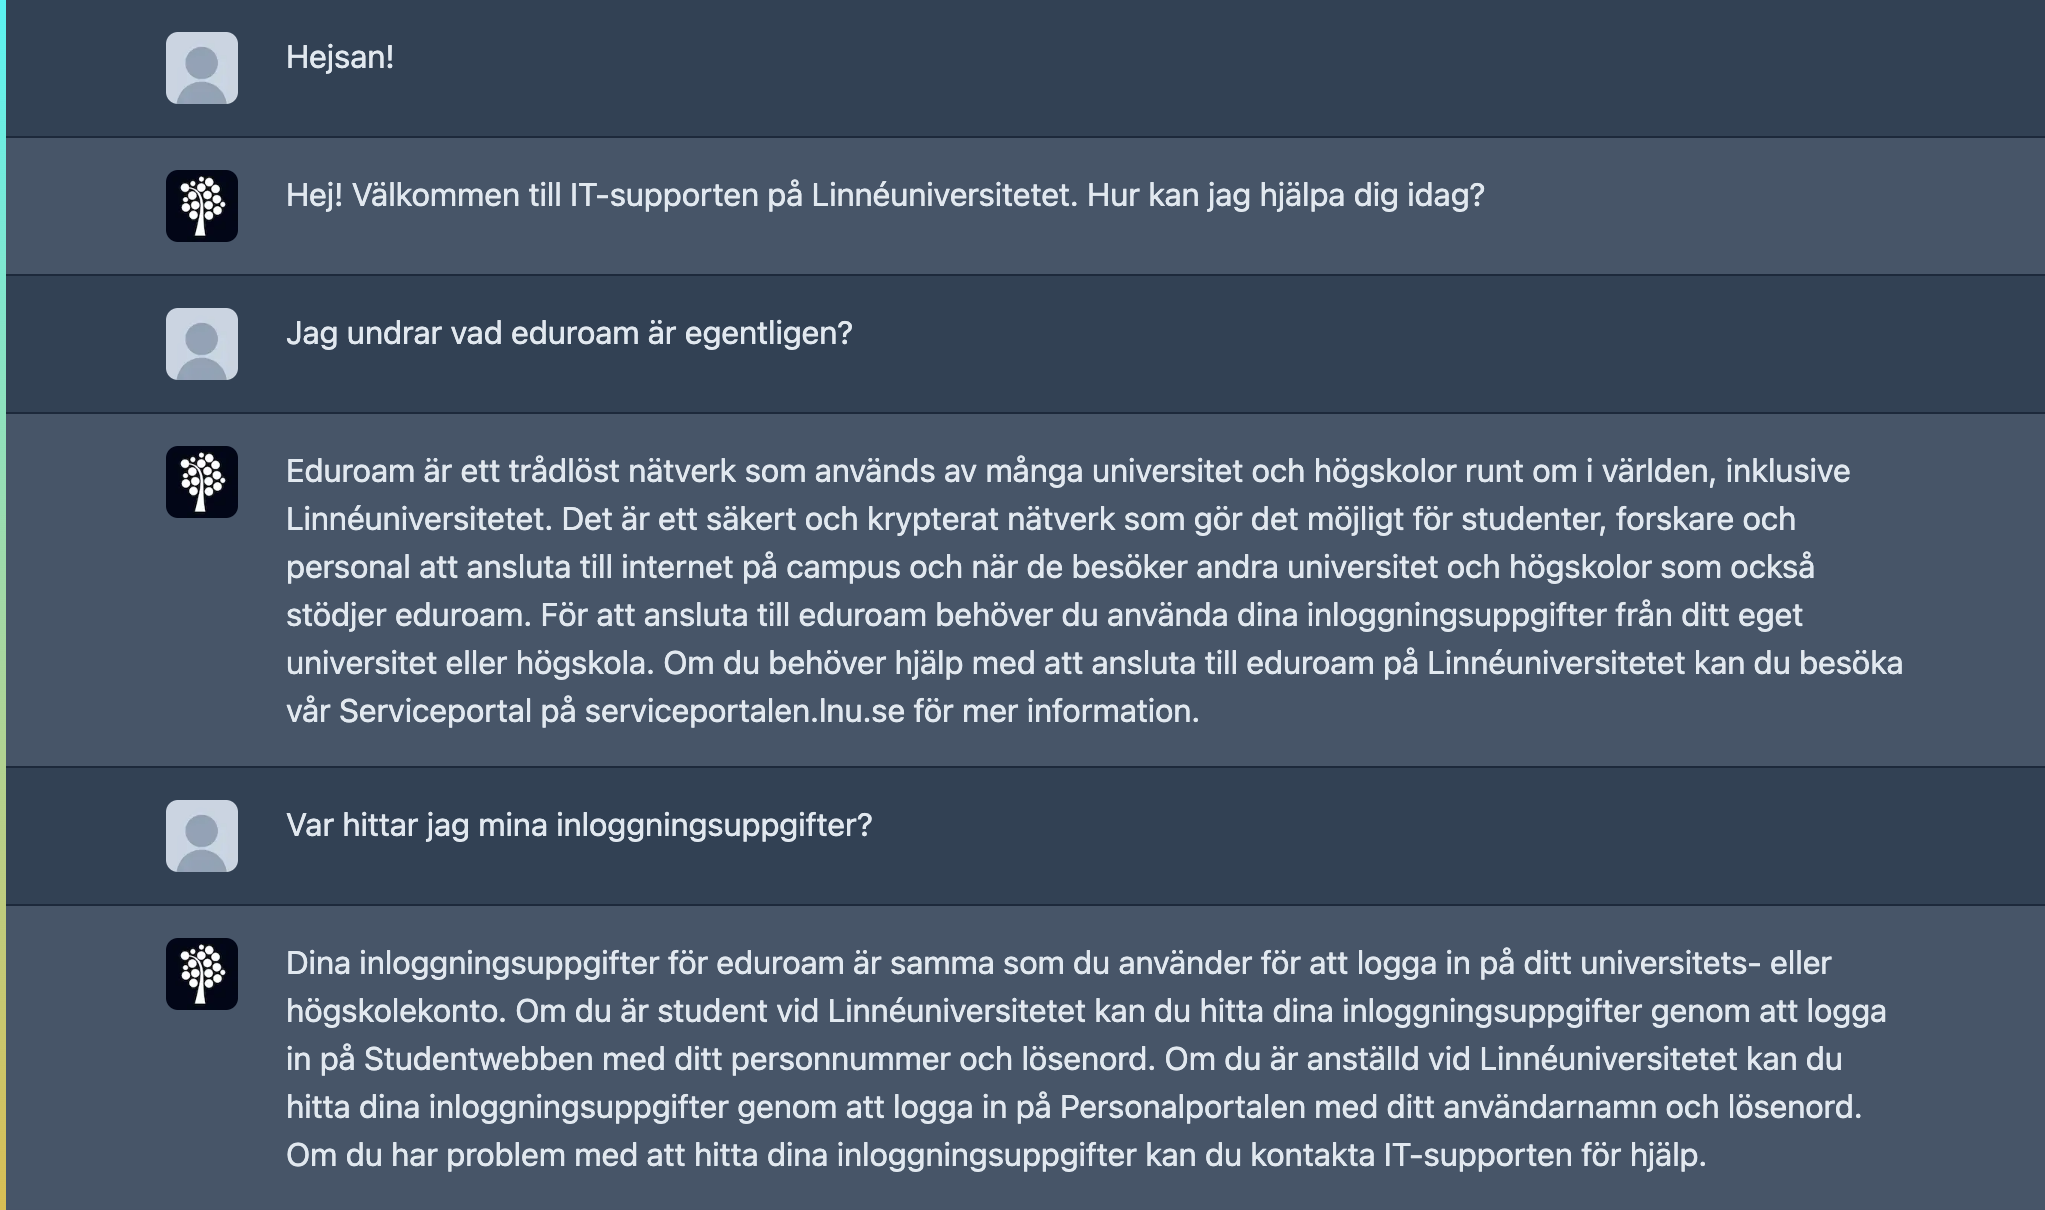 Hejsan!
Hej! Välkommen till IT-supporten på Linnéuniversitetet. Hur kan jag hjälpa dig idag?
Jag undrar vad eduroam är egentligen?
Eduroam är ett trådlöst nätverk som används av många universitet och högskolor runt om i världen, inklusive
Linnéuniversitetet. Det är ett säkert och krypterat nätverk som gör det möjligt för studenter, forskare och
personal att ansluta till internet på campus och när de besöker andra universitet och högskolor som också
stödjer eduroam. För att ansluta till eduroam behöver du använda dina inloggningsuppgifter från ditt eget
universitet eller högskola. Om du behöver hjälp med att ansluta till eduroam på Linnéuniversitetet kan du besöka
vår Serviceportal på serviceportalen.lnu.se för mer information.
Var hittar jag mina inloggningsuppgifter?
Dina inloggningsuppgifter för eduroam är samma som du använder för att logga in på ditt universitets- eller
högskolekonto. Om du är student vid Linnéuniversitetet kan du hitta dina inloggningsuppgifter genom att logga
in på Studentwebben med ditt personnummer och lösenord. Om du är anställd vid Linnéuniversitetet kan du
hitta dina inloggningsuppgifter genom att logga in på Personalportalen med ditt användarnamn och lösenord.
Om du har problem med att hitta dina inloggningsuppgifter kan du kontakta IT-supporten för hjälp.